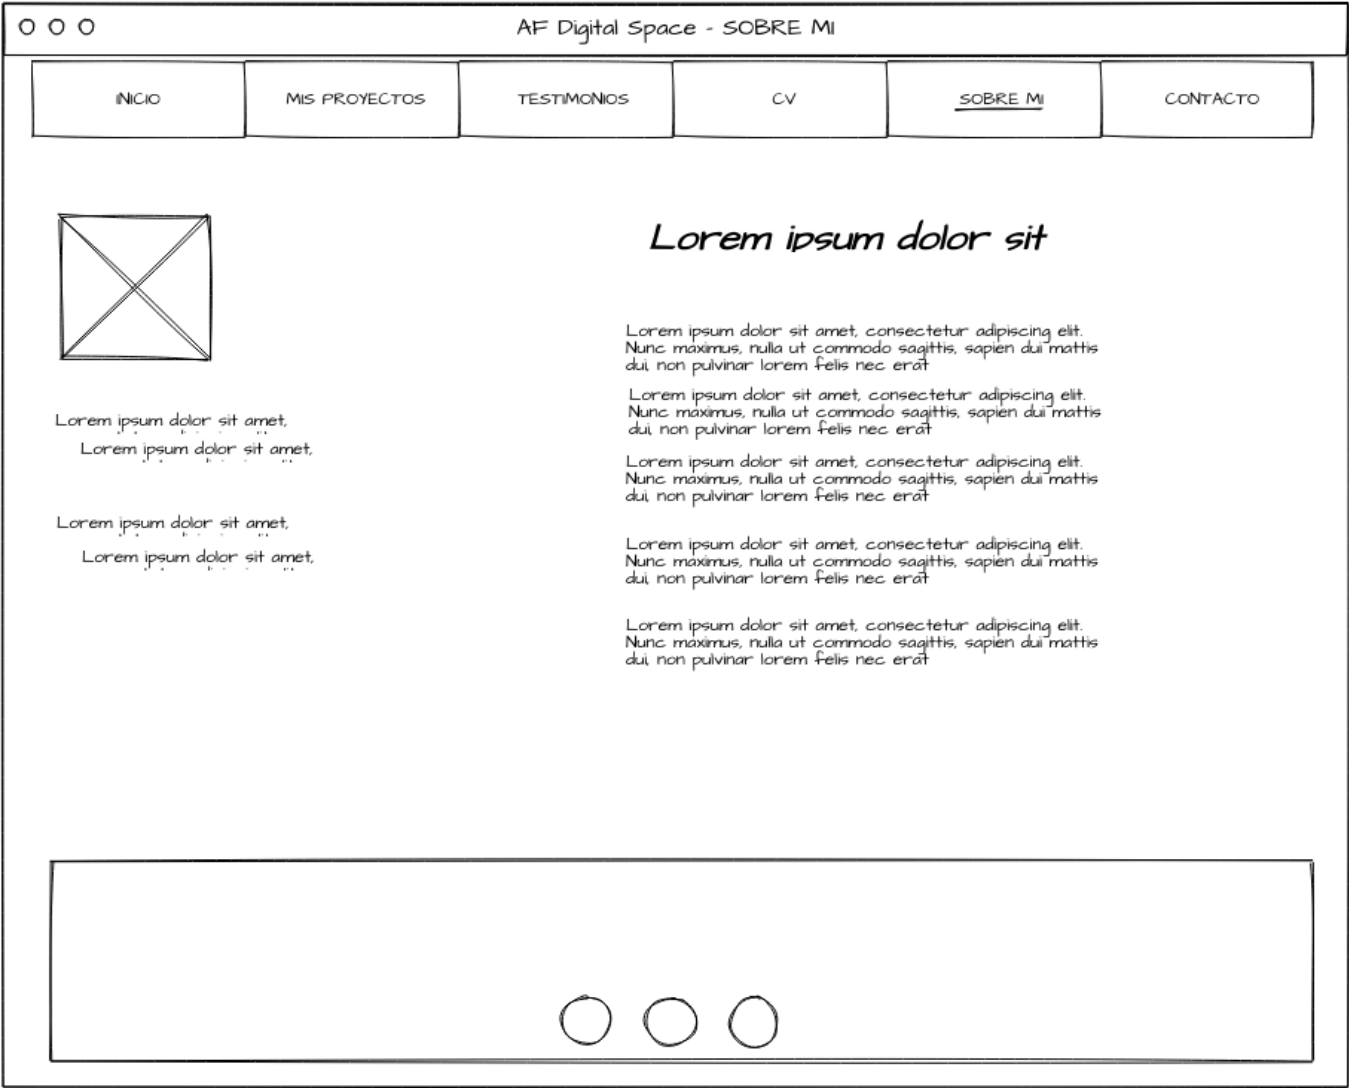 AF Digital Space - SOBRE MI
INICIO
MIS PROYECTOS
TESTIMONIOS
CV
SOBRE MI
CONTACTO
Lorem ipsum dolor sit amet,
Lorem ipsum dolor sit amet,
Lorem ipsum dolor sit amet,
Lorem ipsum dolor sit amet,
Lorem ipsum dolor sit
Lorem ipsum dolor sit amet, consectetur adipiscing elit.
Nunc maximus, nulla ut commodo sagittis, sapien dui mattis
dui, non pulvinar lorem felis nec erat
Lorem ipsum dolor sit amet, consectetur adipiscing elit.
Nunc maximus, nulla ut commodo sagittis, sapien dui mattis
dui, non pulvinar lorem felis nec erat
Lorem ipsum dolor sit amet, consectetur adipiscing elit.
Nunc maximus, nulla ut commodo sagittis, sapien dui mattis
dui, non pulvinar lorem felis nec erat
Lorem ipsum dolor sit amet, consectetur adipiscing elit.
Nunc maximus, nulla ut commodo sagittis, sapien dui mattis
dui, non pulvinar lorem felis nec erat
Lorem ipsum dolor sit amet, consectetur adipiscing elit.
Nunc maximus, nulla ut commodo sagittis, sapien dui mattis
dui, non pulvinar lorem felis nec erat